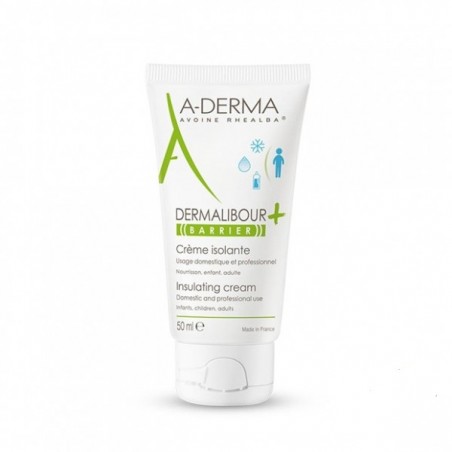 A-DERMA
AVOINE RHEALBA®
DERMALIBOUR+
BARRIER
Crème isolante
Usage domestique et professionnel
Nourrisson, enfant, adulte
Insulating cream
Domestic and professional use
Infants, children, adults
50 ml e
Made in France